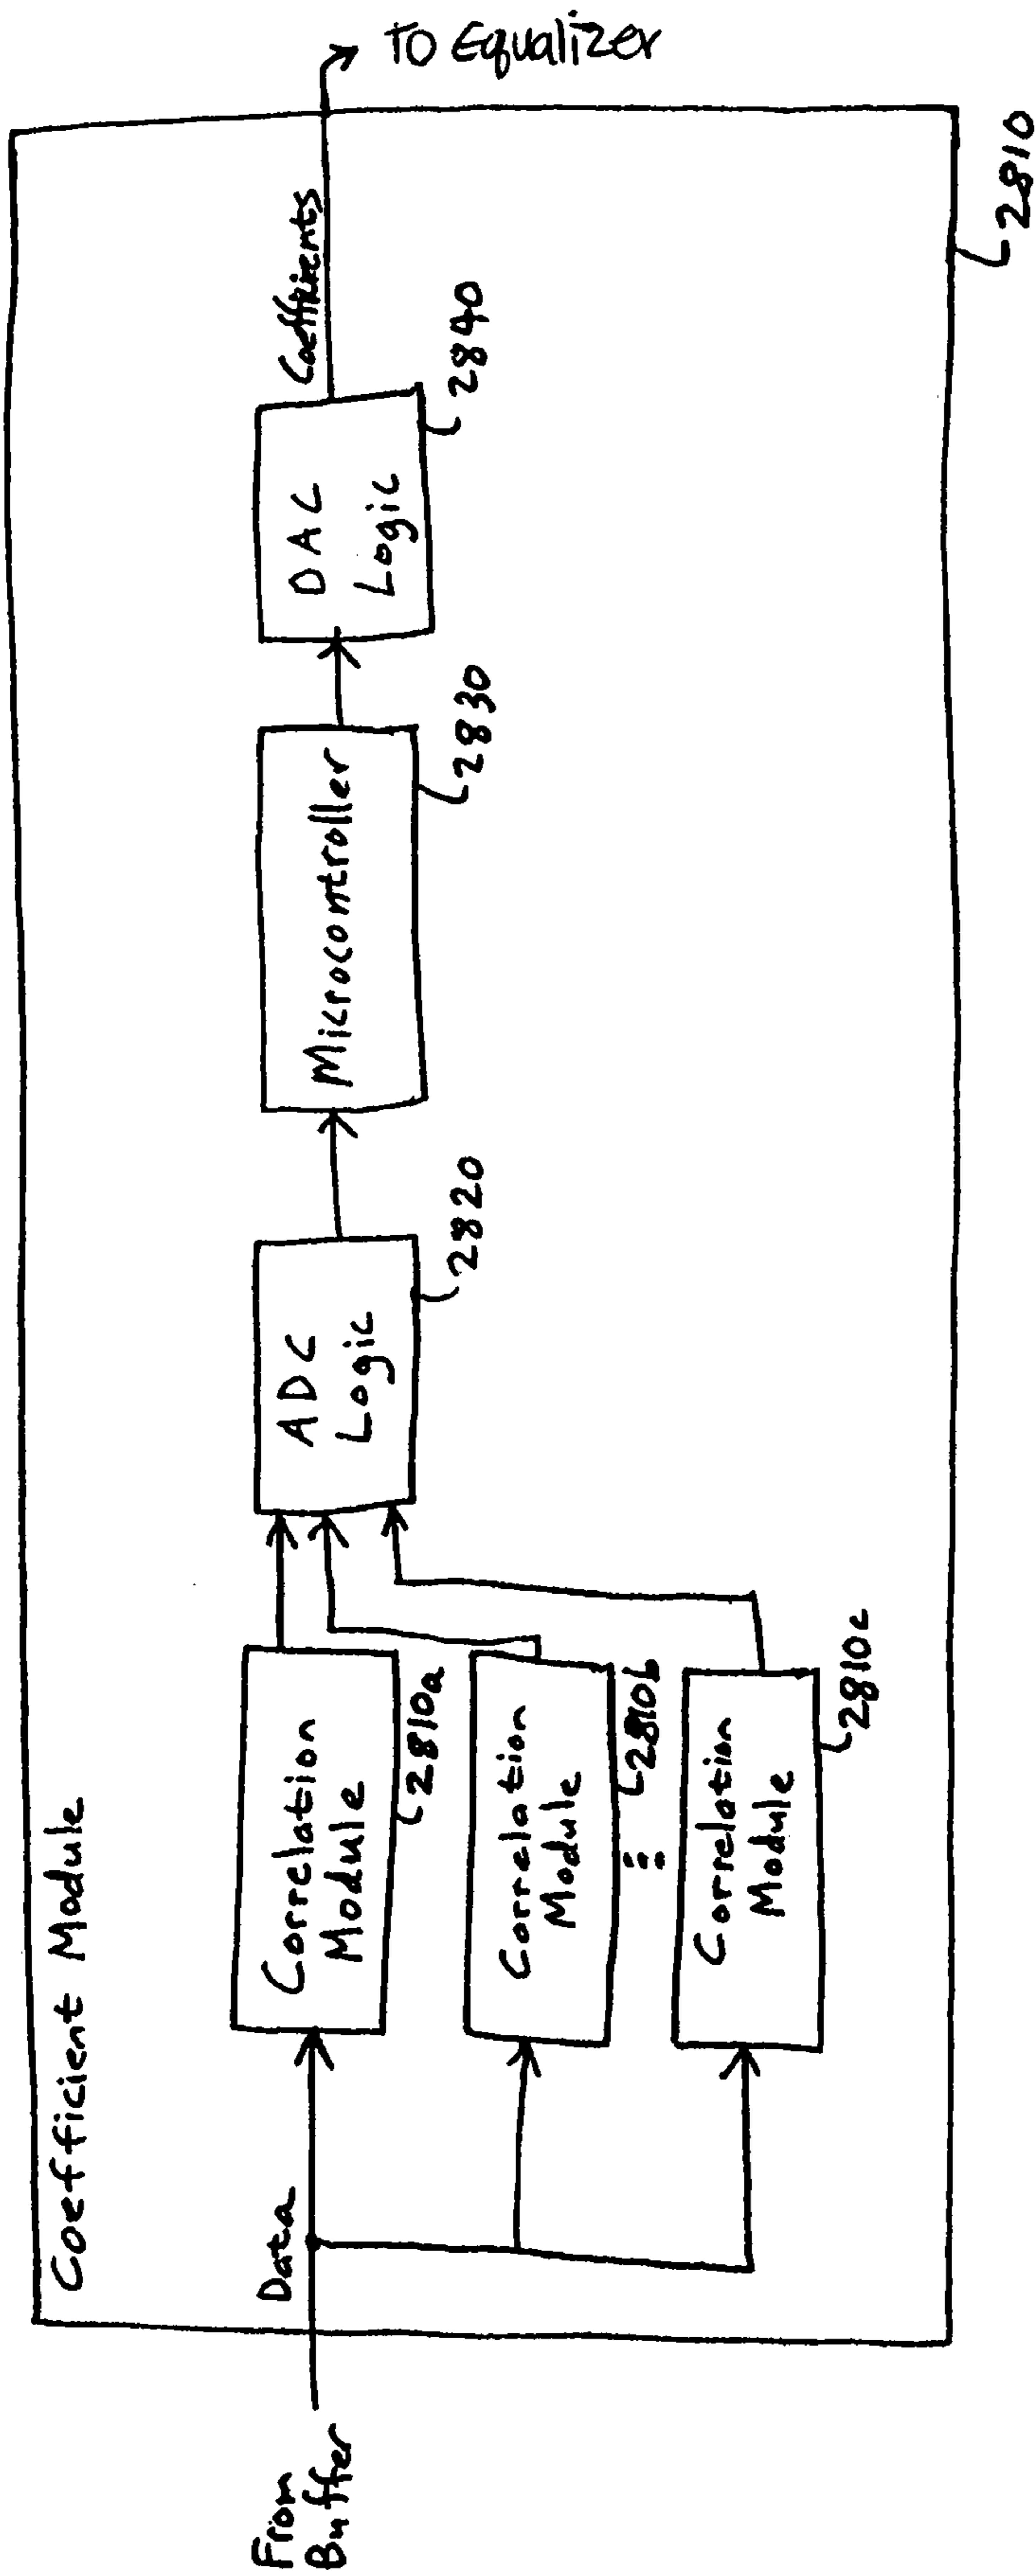 Coefficient Module
From
Buffer
Data
Correlation
Module
2810a
Correlation
Module
2810b
Correlation
Module
2810c
ADC
Logic
2820
Microcontroller
2830
DAC
Logic
2840
Coefficients
To Equalizer
2810